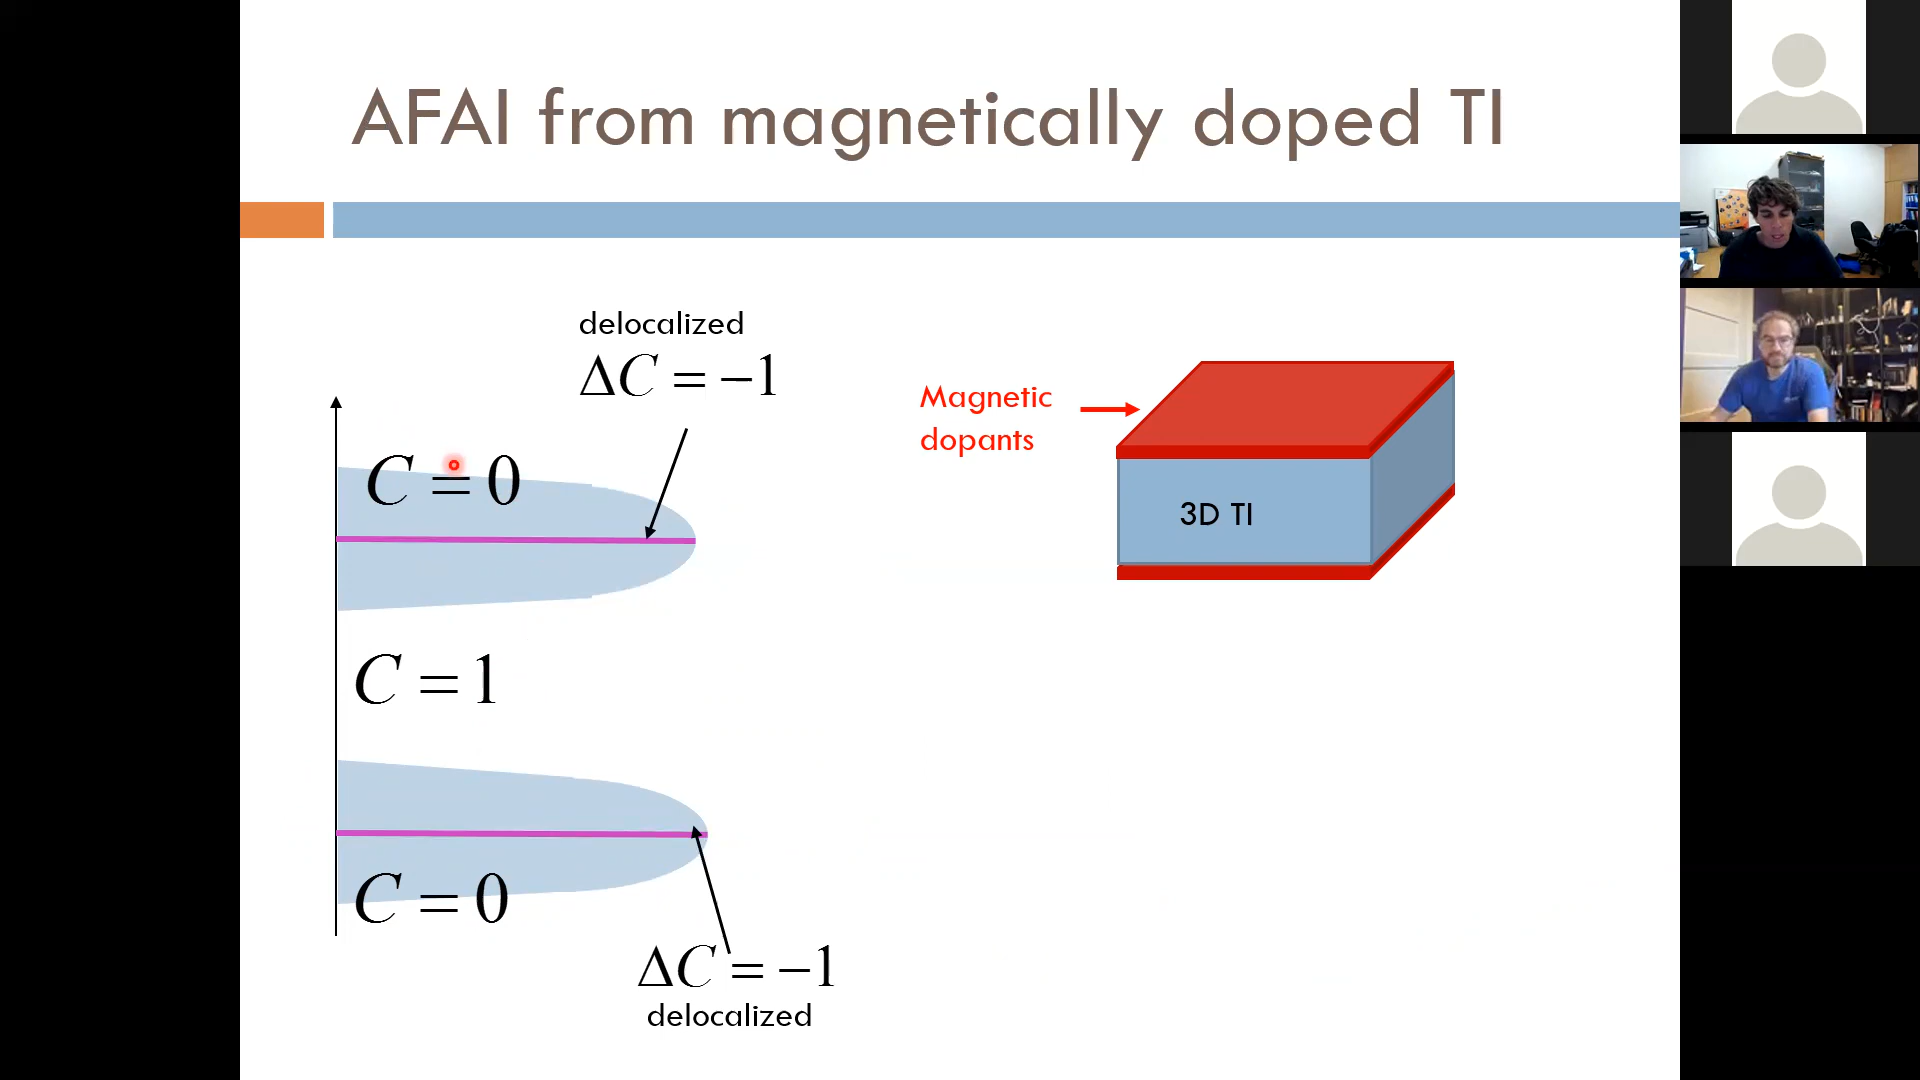 AFAI from magnetically doped TI
delocalized
ΔC = −1
C = 0
C = 1
C = 0
ΔC = −1
delocalized
Magnetic
dopants
3D TI